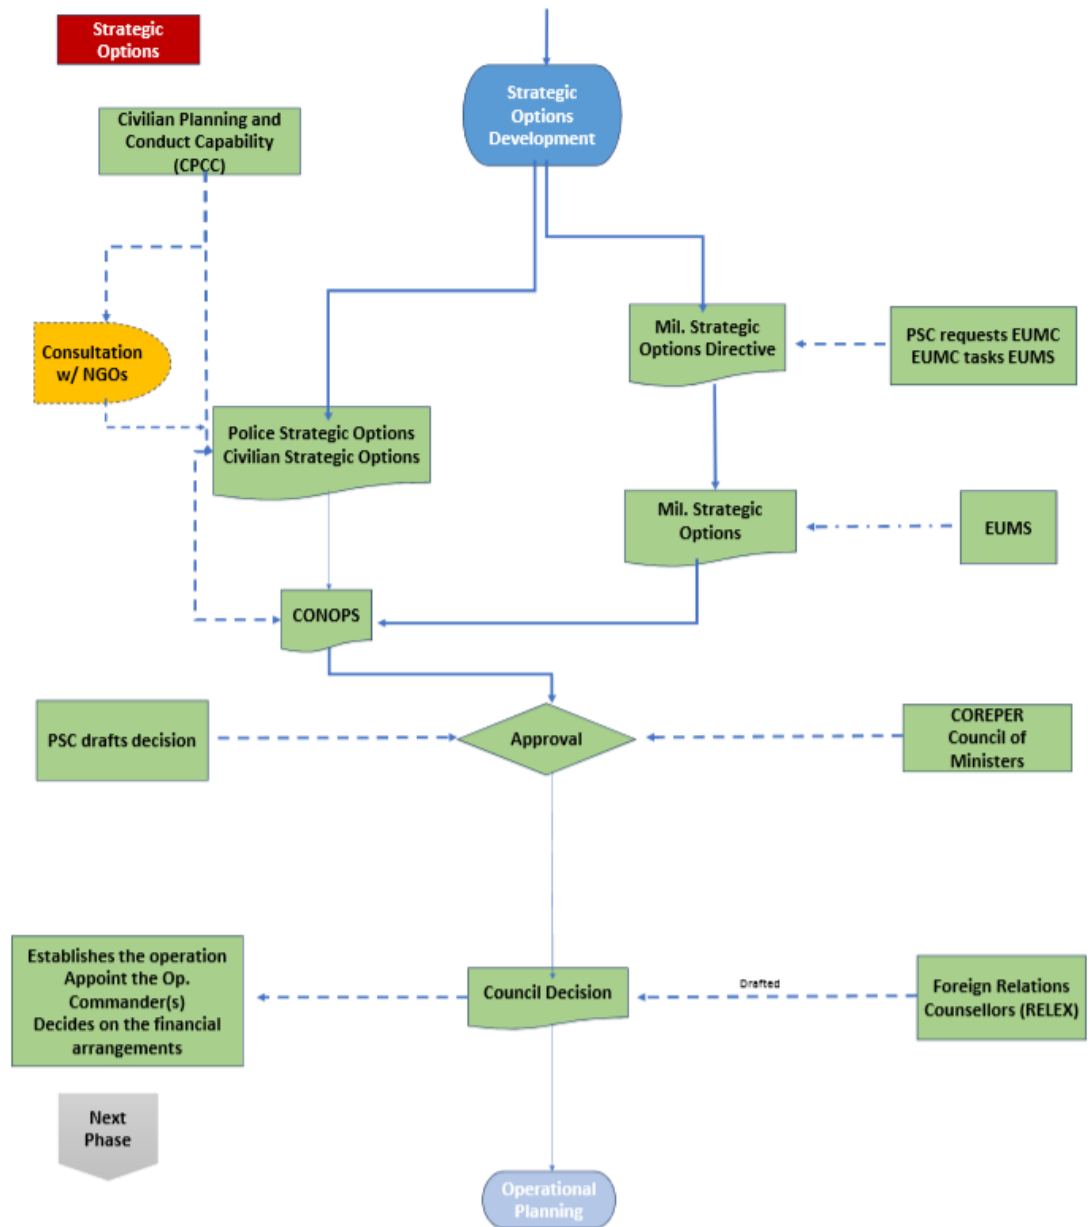 Strategic
Options
Strategic
Options
Development
Civilian Planning and
Conduct Capability
(CPCC)
Consultation
w/ NGOs
Mil. Strategic
Options Directive
PSC requests EUMC
EUMC tasks EUMS
Police Strategic Options
Civilian Strategic Options
Mil. Strategic
Options
EUMS
CONOPS
PSC drafts decision
Approval
COREPER
Council of
Ministers
Establishes the operation
Appoint the Op.
Commander(s)
Decides on the financial
arrangements
Council Decision
Drafted
Foreign Relations
Counsellors (RELEX)
Next
Phase
Operational
Planning